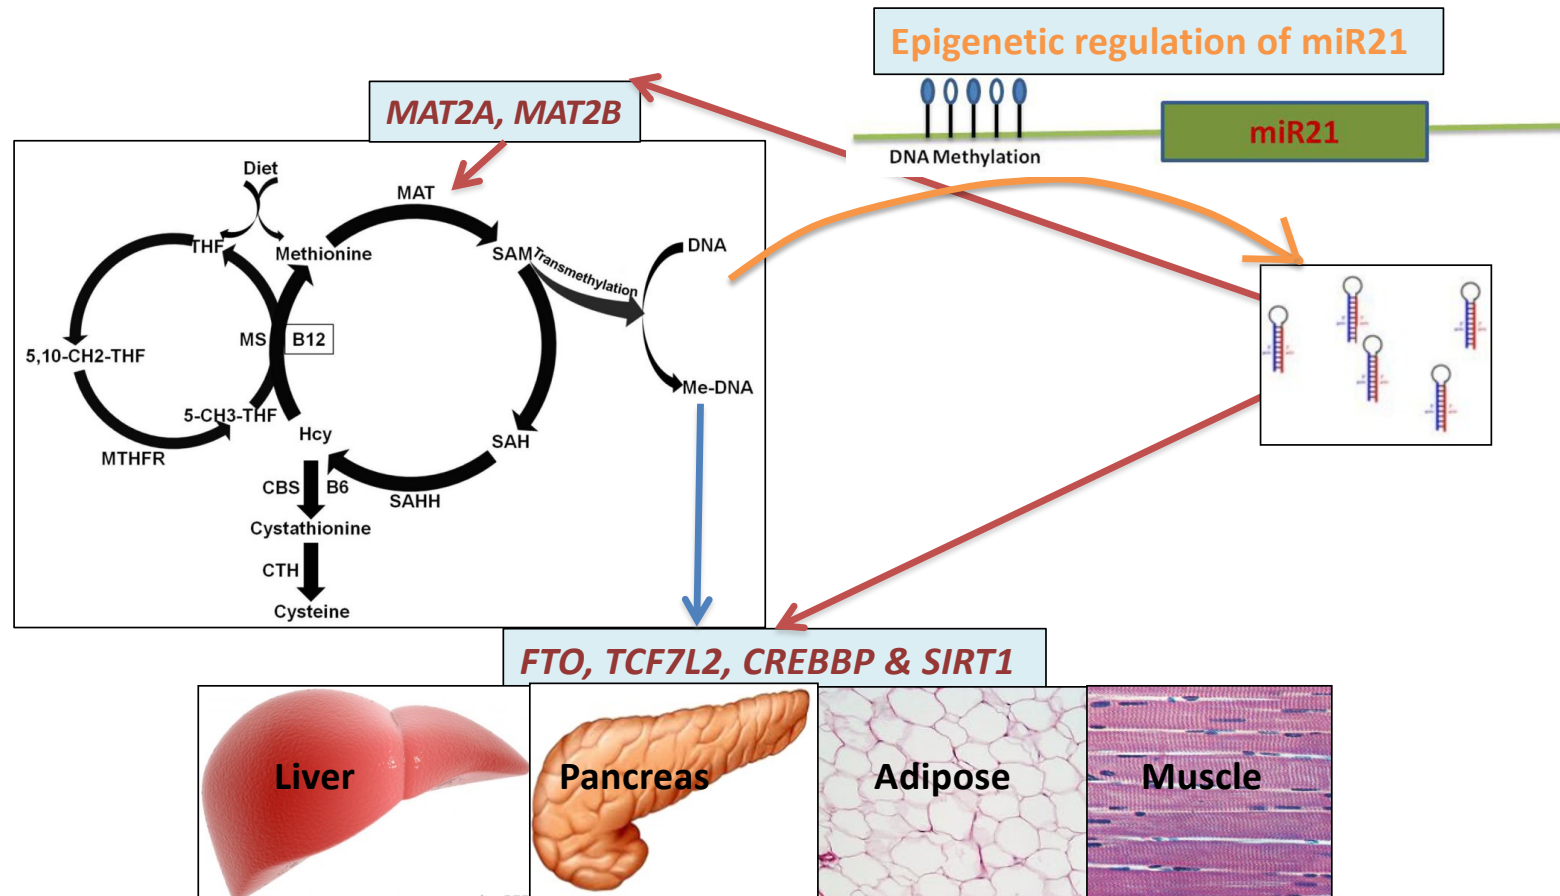 Epigenetic regulation of miR21
MAT2A, MAT2B
miR21
DNA Methylation
Diet
MAT
THF
Methionine
SAM
Transmethylation
DNA
MS
B12
5,10-CH2-THF
Me-DNA
5-CH3-THF
Hcy
SAH
MTHFR
CBS
B6
SAHH
Cystathionine
CTH
Cysteine
FTO, TCF7L2, CREBBP & SIRT1
Liver
Pancreas
Adipose
Muscle